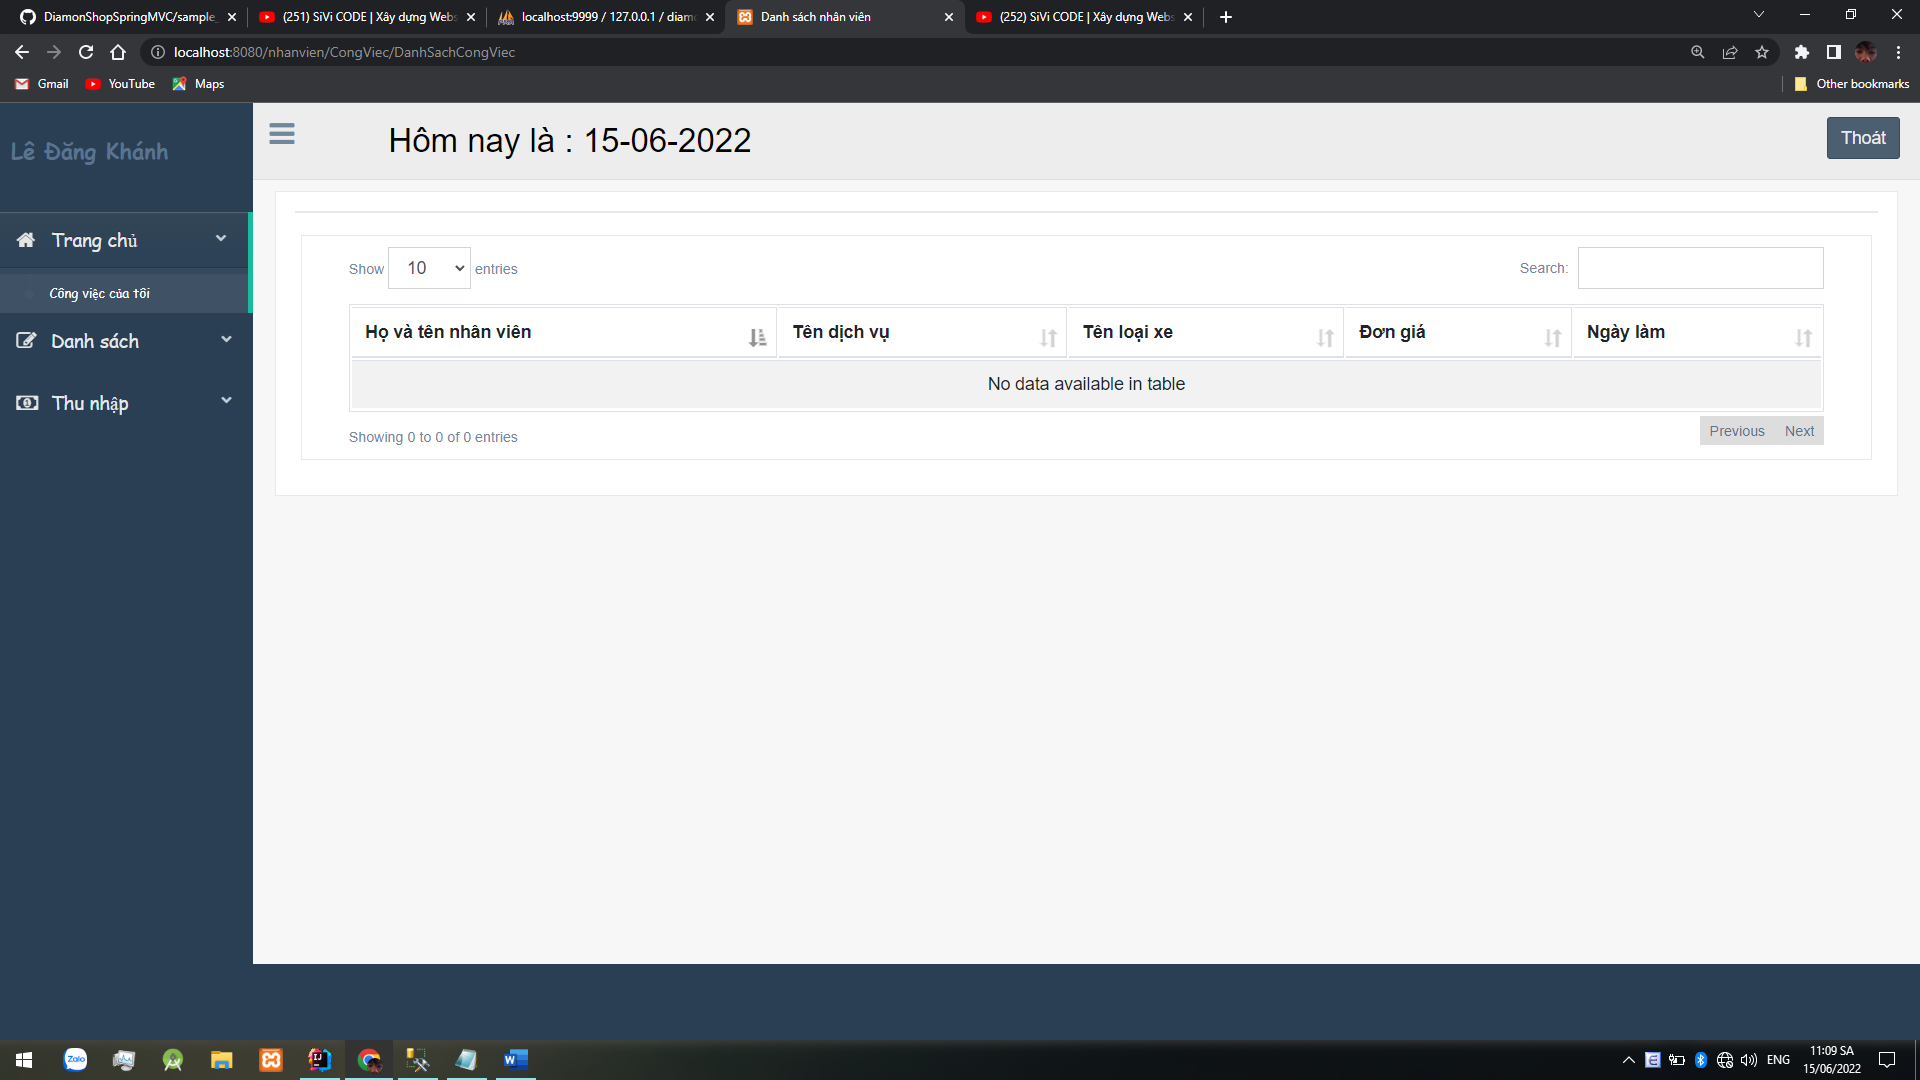 DiamonShopSpringMVC/sample_
(251) SiVi CODE | Xây dựng Webs
localhost:9999 / 127.0.0.1 / diam
Danh sách nhân viên
(252) SiVi CODE | Xây dựng Webs
localhost:8080/nhanvien/CongViec/DanhSachCongViec
Gmail
YouTube
Maps
Other bookmarks
Lê Đăng Khánh
Hôm nay là : 15-06-2022
Thoát
Trang chủ
Công việc của tôi
Danh sách
Thu nhập
Show 10 entries
Search:
Họ và tên nhân viên
Tên dịch vụ
Tên loại xe
Đơn giá
Ngày làm
No data available in table
Showing 0 to 0 of 0 entries
Previous
Next
Zalo
ENG
11:09 SA
15/06/2022